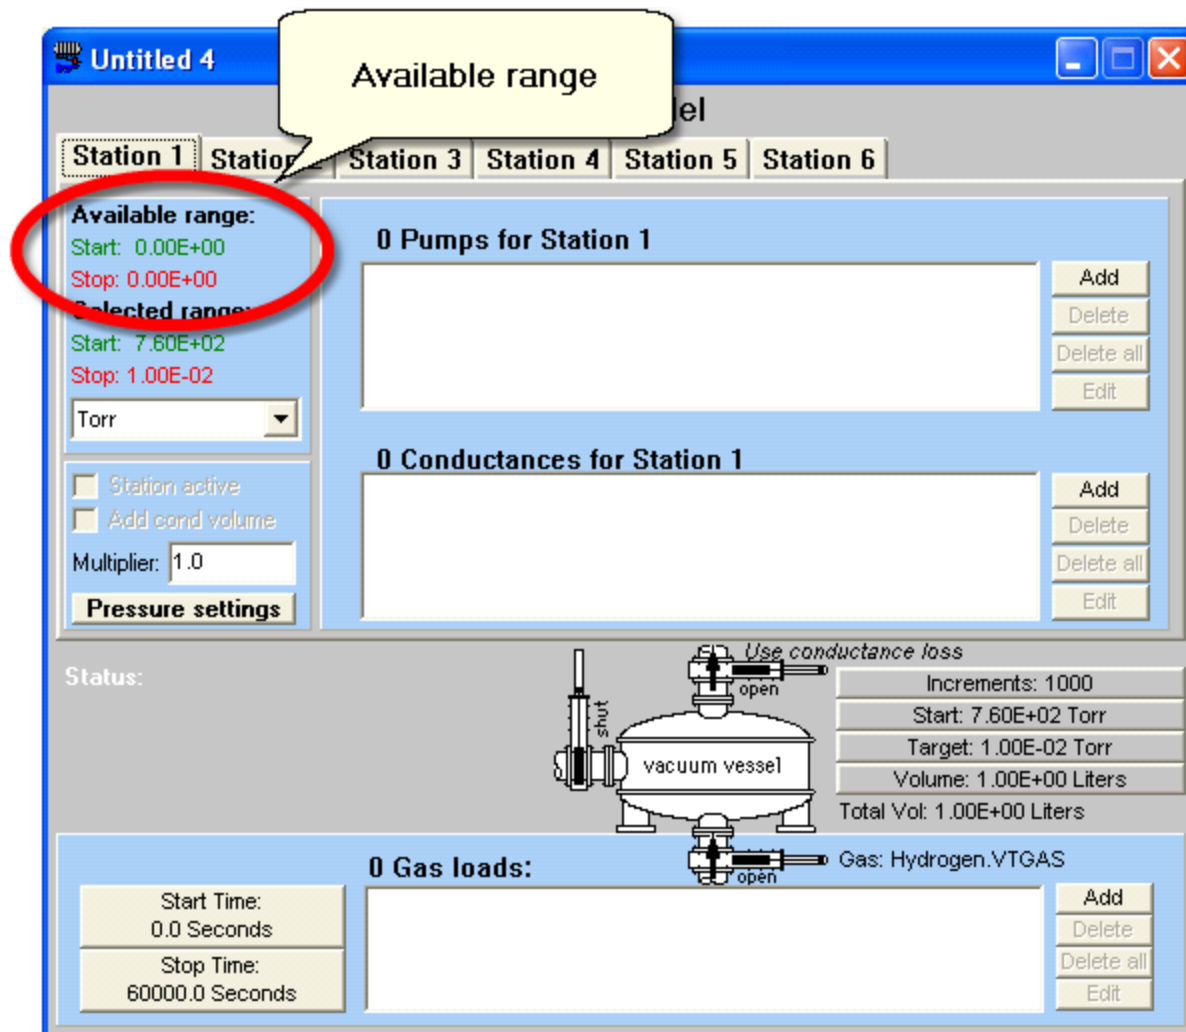 Untitled 4
Available range
del
Station 1
Station 2
Station 3
Station 4
Station 5
Station 6
Available range:
Start: 0.00E+00
Stop: 0.00E+00
Selected range:
Start: 7.60E+02
Stop: 1.00E-02
Torr
Station active
Add cond volume
Multiplier: 1.0
Pressure settings
0 Pumps for Station 1
Add
Delete
Delete all
Edit
0 Conductances for Station 1
Add
Delete
Delete all
Edit
Status:
Use conductance loss
open
shut
vacuum vessel
open
Increments: 1000
Start: 7.60E+02 Torr
Target: 1.00E-02 Torr
Volume: 1.00E+00 Liters
Total Vol: 1.00E+00 Liters
Gas: Hydrogen.VTGAS
0 Gas loads:
Start Time:
0.0 Seconds
Stop Time:
60000.0 Seconds
Add
Delete
Delete all
Edit